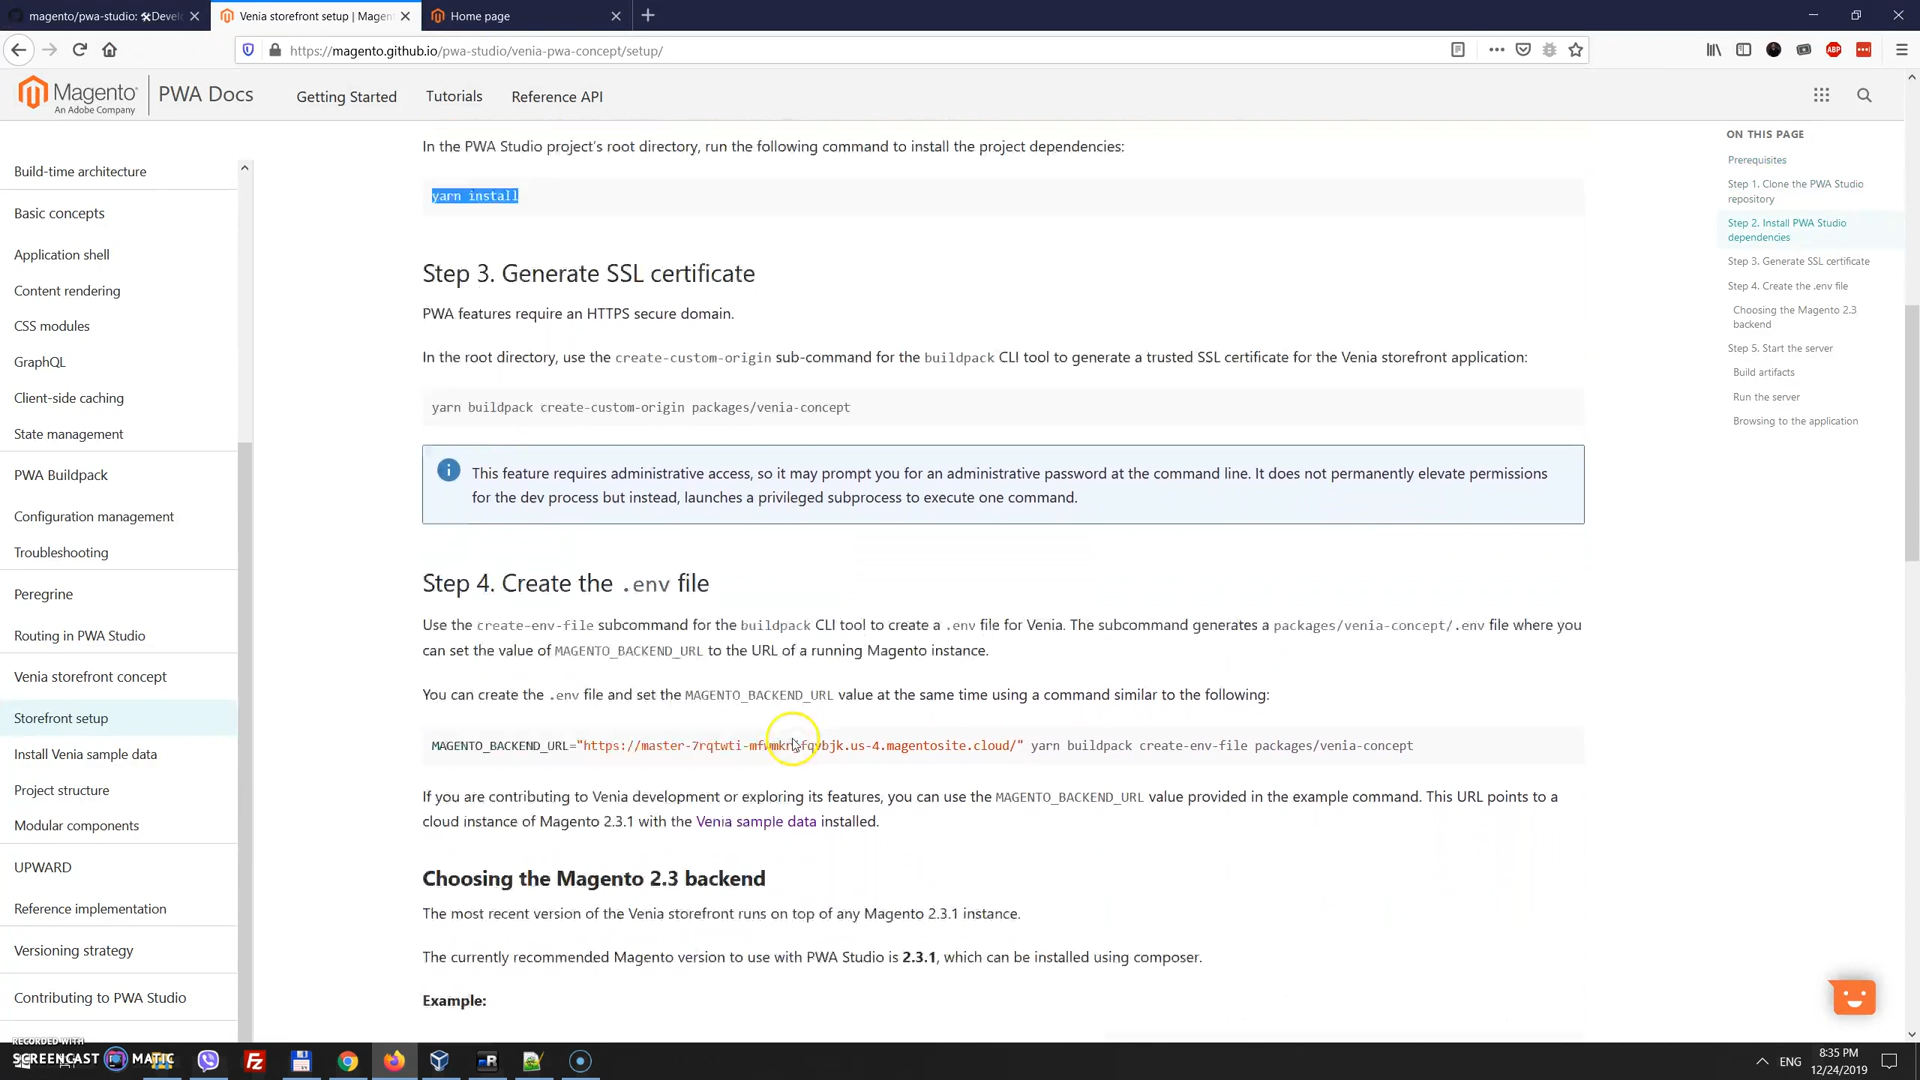 magento/pwa-studio: 🛠Devel
Venia storefront setup | Magen
Home page
https://magento.github.io/pwa-studio/venia-pwa-concept/setup/
ABP
Magento
An Adobe Company
PWA Docs
Getting Started
Tutorials
Reference API
Build-time architecture
Basic concepts
Application shell
Content rendering
CSS modules
GraphQL
Client-side caching
State management
PWA Buildpack
Configuration management
Troubleshooting
Peregrine
Routing in PWA Studio
Venia storefront concept
Storefront setup
Install Venia sample data
Project structure
Modular components
UPWARD
Reference implementation
Versioning strategy
Contributing to PWA Studio
In the PWA Studio project's root directory, run the following command to install the project dependencies:
yarn install
Step 3. Generate SSL certificate
PWA features require an HTTPS secure domain.
In the root directory, use the create-custom-origin sub-command for the buildpack CLI tool to generate a trusted SSL certificate for the Venia storefront application:
yarn buildpack create-custom-origin packages/venia-concept
This feature requires administrative access, so it may prompt you for an administrative password at the command line. It does not permanently elevate permissions
for the dev process but instead, launches a privileged subprocess to execute one command.
Step 4. Create the .env file
Use the create-env-file subcommand for the buildpack CLI tool to create a .env file for Venia. The subcommand generates a packages/venia-concept/.env file where you
can set the value of MAGENTO_BACKEND_URL to the URL of a running Magento instance.
You can create the .env file and set the MAGENTO_BACKEND_URL value at the same time using a command similar to the following:
yarn buildpack create-env-file packages/venia-concept
If you are contributing to Venia development or exploring its features, you can use the MAGENTO_BACKEND_URL value provided in the example command. This URL points to a
cloud instance of Magento 2.3.1 with the Venia sample data installed.
Choosing the Magento 2.3 backend
The most recent version of the Venia storefront runs on top of any Magento 2.3.1 instance.
The currently recommended Magento version to use with PWA Studio is 2.3.1, which can be installed using composer.
Example:
ON THIS PAGE
Prerequisites
Step 1. Clone the PWA Studio
repository
Step 2. Install PWA Studio
dependencies
Step 3. Generate SSL certificate
Step 4. Create the .env file
Choosing the Magento 2.3
backend
Step 5. Start the server
Build artifacts
Run the server
Browsing to the application
RECORDED WITH
SCREENCAST MATIC
ENG
8:35 PM
12/24/2019